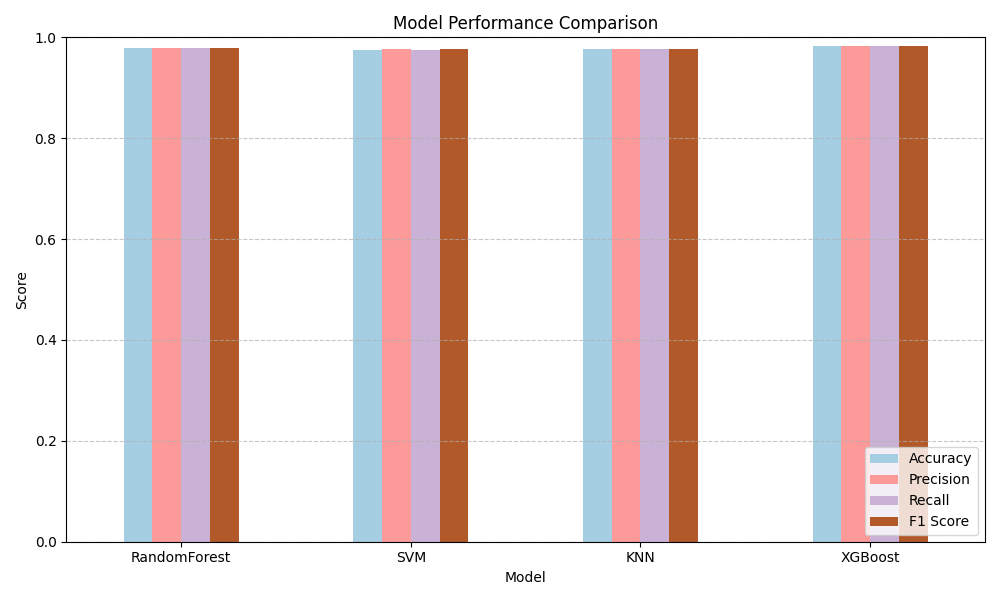 Model Performance Comparison
Score
1.0
0.8
0.6
0.4
0.2
0.0
Accuracy
Precision
Recall
F1 Score
RandomForest SVM KNN XGBoost
Model